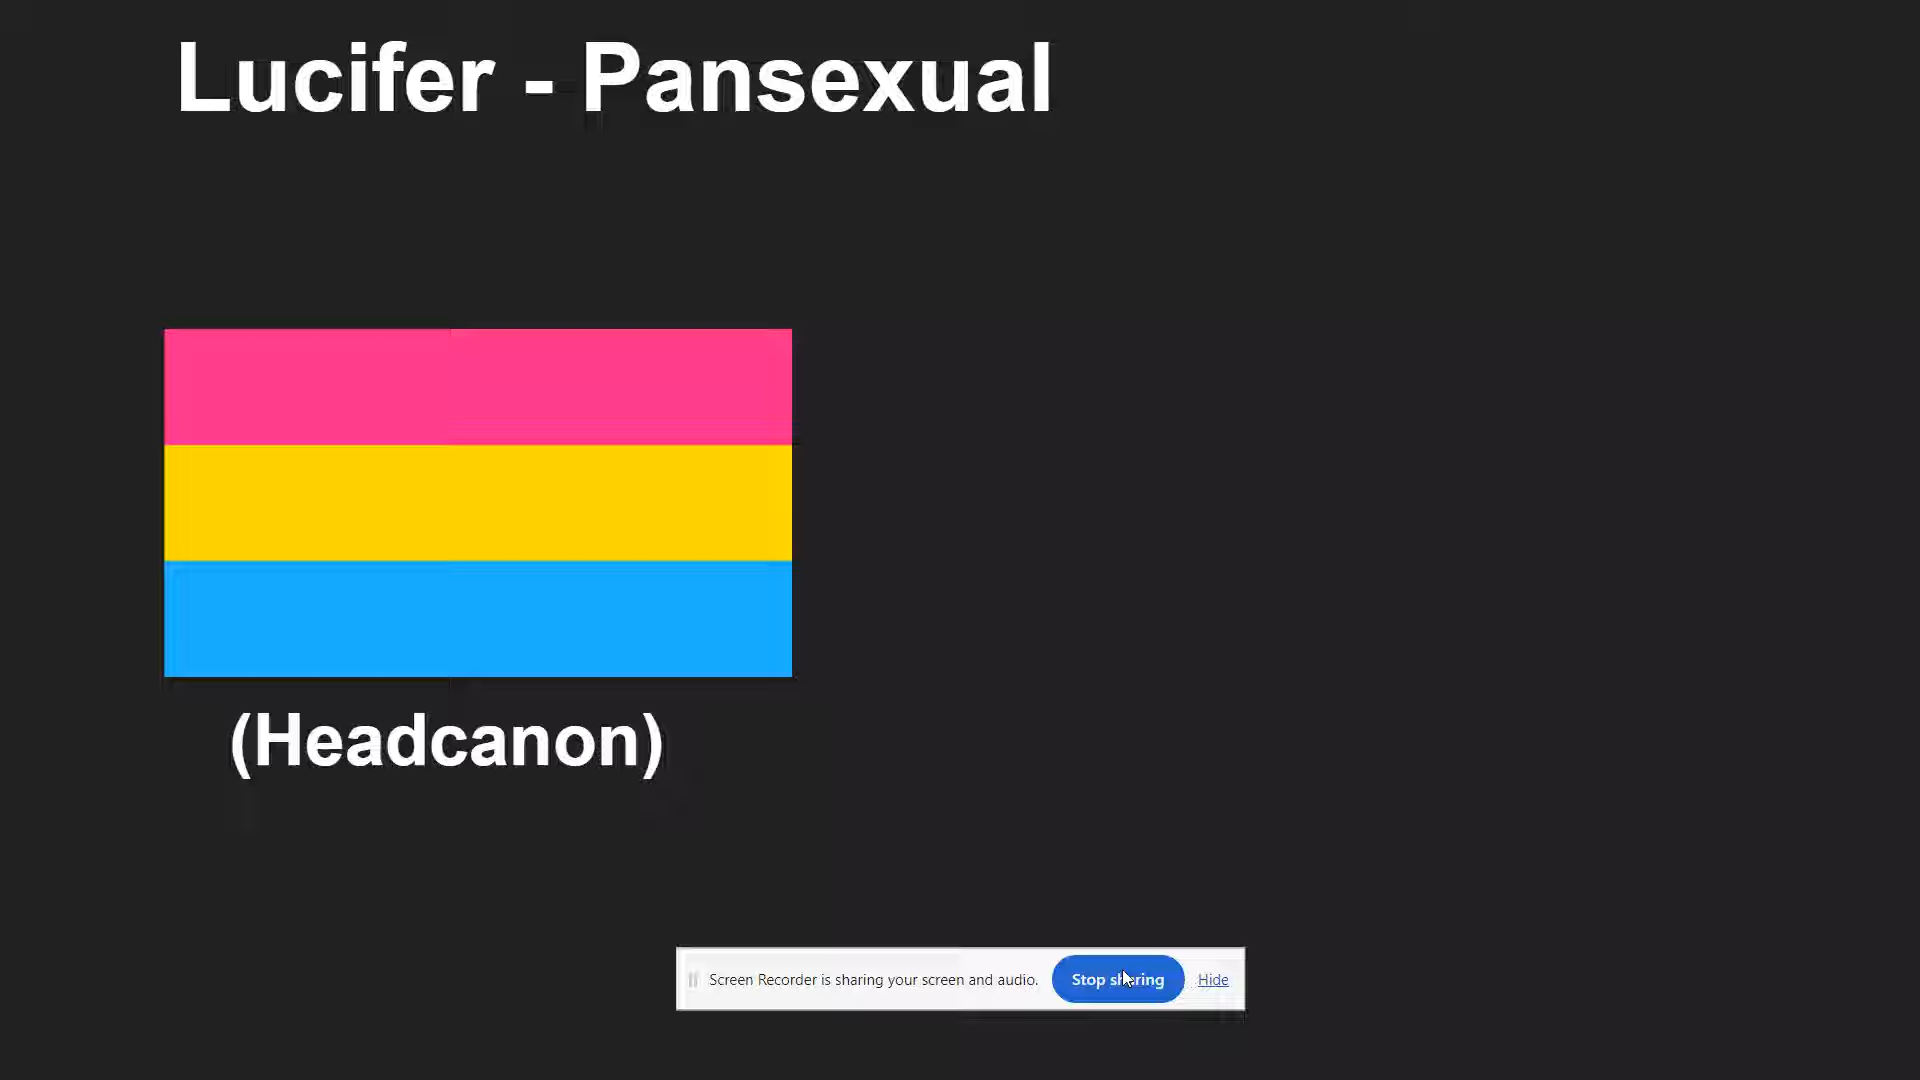 Lucifer - Pansexual
(Headcanon)
Screen Recorder is sharing your screen and audio. Stop sharing Hide